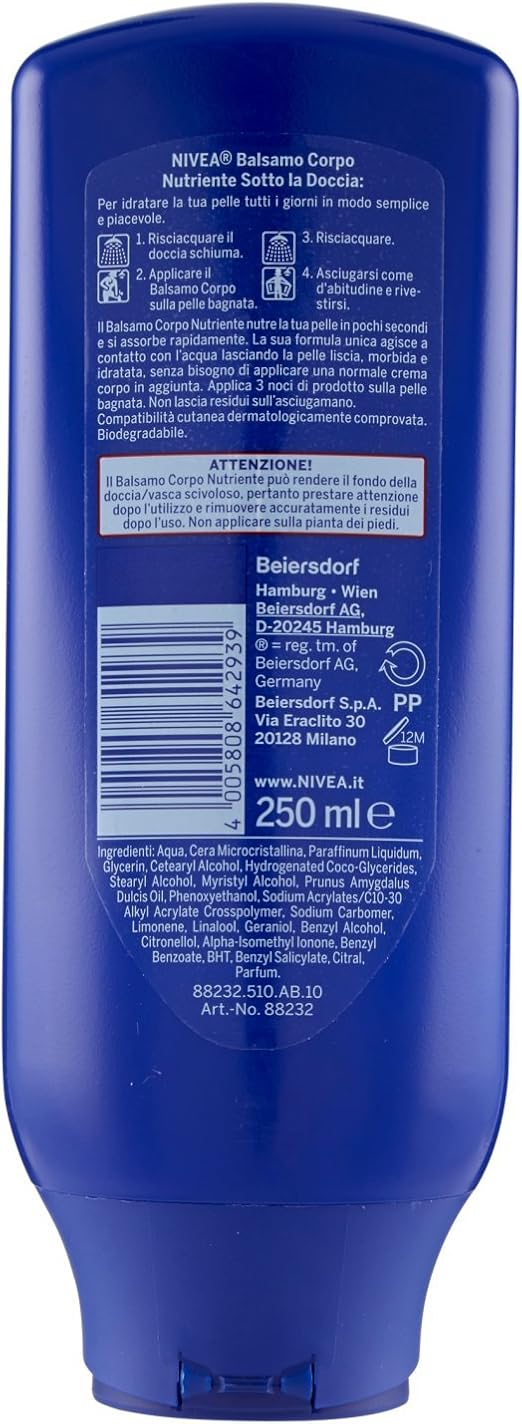 NIVEA® Balsamo Corpo
Nutriente Sotto la Doccia:
Per idratare la tua pelle tutti i giorni in modo semplice
e piacevole.
1. Risciacquare il
doccia schiuma.
2. Applicare il
Balsamo Corpo
sulla pelle bagnata.
3. Risciacquare.
4. Asciugarsi come
d'abitudine e rive-
stirsi.
Il Balsamo Corpo Nutriente nutre la tua pelle in pochi secondi
e si assorbe rapidamente. La sua formula unica agisce a
contatto con l'acqua lasciando la pelle liscia, morbida e
idratata, senza bisogno di applicare una normale crema
corpo in aggiunta. Applica 3 noci di prodotto sulla pelle
bagnata. Non lascia residui sull'asciugamano.
Compatibilità cutanea dermatologicamente comprovata.
Biodegradabile.
ATTENZIONE!
Il Balsamo Corpo Nutriente può rendere il fondo della
doccia/vasca scivoloso, pertanto prestare attenzione
dopo l'utilizzo e rimuovere accuratamente i residui
dopo l'uso. Non applicare sulla pianta dei piedi.
Beiersdorf
Hamburg • Wien
Beiersdorf AG,
D-20245 Hamburg
® = reg. tm. of
Beiersdorf AG,
Germany
Beiersdorf S.p.A.
Via Eraclito 30
20128 Milano
PP
12M
www.NIVEA.it
250 ml e
4 005808 642939
Ingredienti: Aqua, Cera Microcristallina, Paraffinum Liquidum,
Glycerin, Cetearyl Alcohol, Hydrogenated Coco-Glycerides,
Stearyl Alcohol, Myristyl Alcohol, Prunus Amygdalus
Dulcis Oil, Phenoxyethanol, Sodium Acrylates/C10-30
Alkyl Acrylate Crosspolymer, Sodium Carbomer,
Limonene, Linalool, Geraniol, Benzyl Alcohol,
Citronellol, Alpha-Isomethyl Ionone, Benzyl
Benzoate, BHT, Benzyl Salicylate, Citral,
Parfum.
88232.510.AB.10
Art.-No. 88232